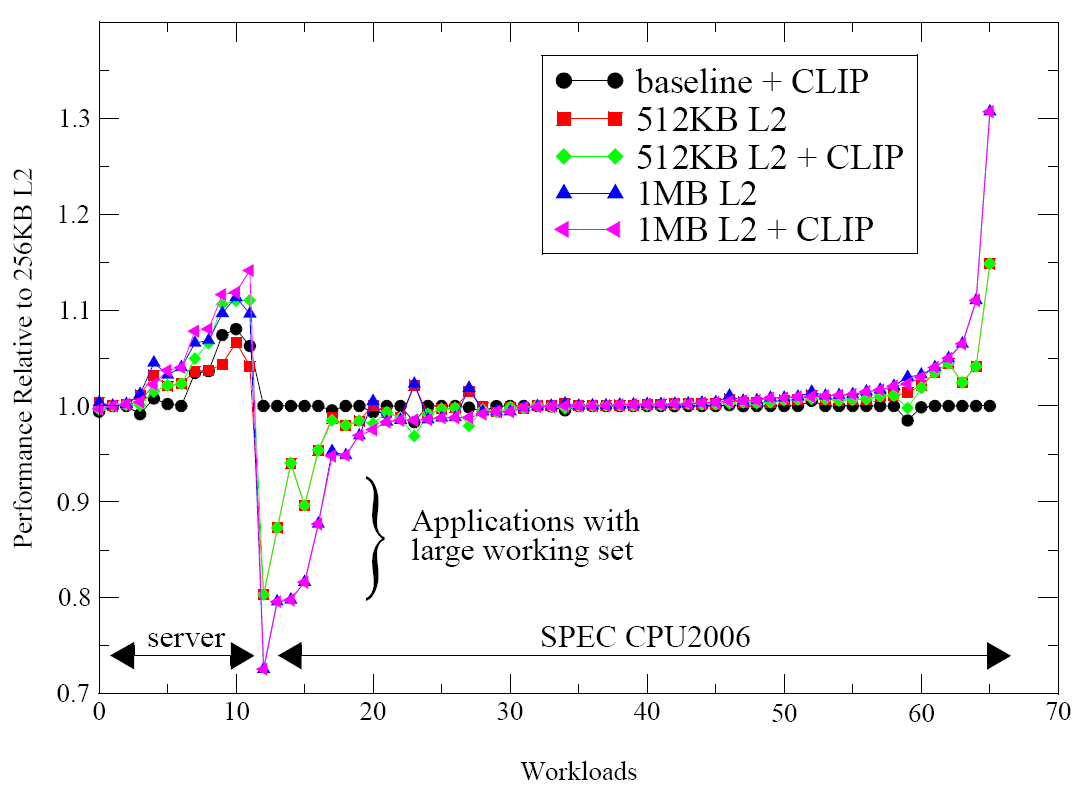 Performance Relative to 256KB L2
1.3
1.2
1.1
1.0
0.9
0.8
0.7
baseline + CLIP
512KB L2
512KB L2 + CLIP
1MB L2
1MB L2 + CLIP
Applications with
large working set
server
SPEC CPU2006
0
10
20
30
40
50
60
70
Workloads